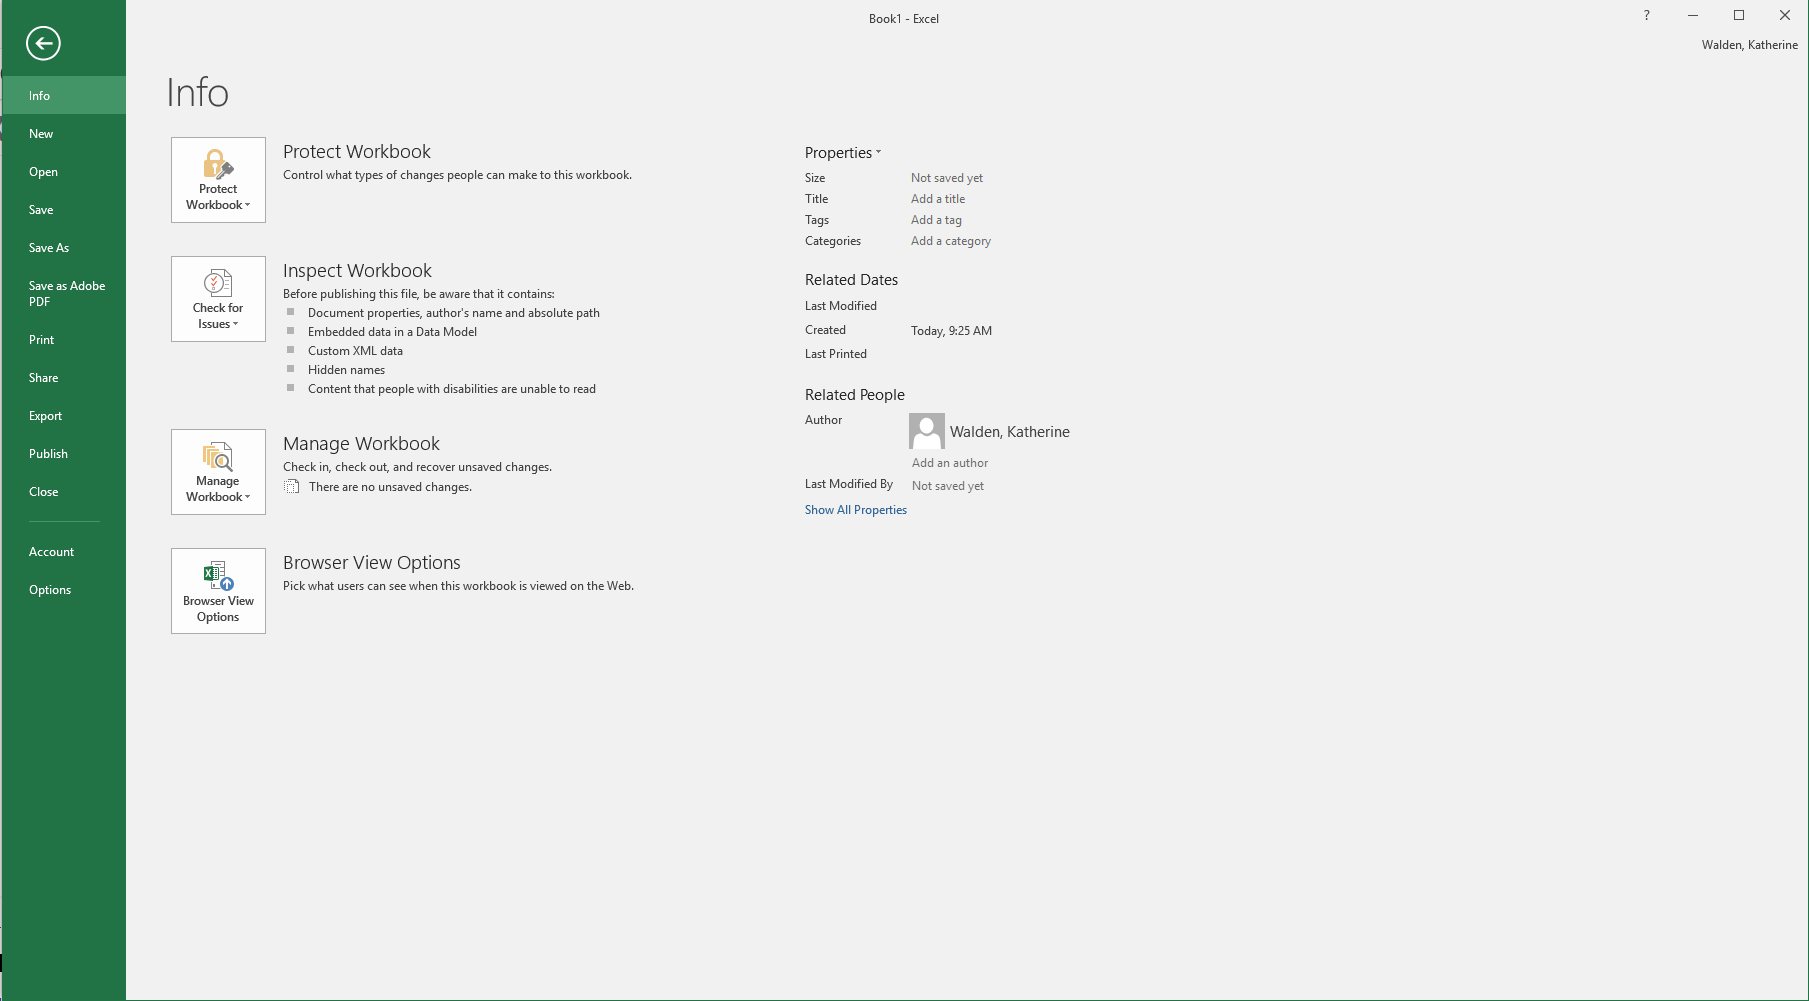 Book1 - Excel
?
Walden, Katherine
Info
New
Open
Save
Save As
Save as Adobe
PDF
Print
Share
Export
Publish
Close
Account
Options
Info
Protect
Workbook
Protect Workbook
Control what types of changes people can make to this workbook.
Check for
Issues
Inspect Workbook
Before publishing this file, be aware that it contains:
Document properties, author's name and absolute path
Embedded data in a Data Model
Custom XML data
Hidden names
Content that people with disabilities are unable to read
Manage
Workbook
Manage Workbook
Check in, check out, and recover unsaved changes.
There are no unsaved changes.
Browser View
Options
Browser View Options
Pick what users can see when this workbook is viewed on the Web.
Properties
Size Not saved yet
Title Add a title
Tags Add a tag
Categories Add a category
Related Dates
Last Modified
Created Today, 9:25 AM
Last Printed
Related People
Author Walden, Katherine
Add an author
Last Modified By Not saved yet
Show All Properties